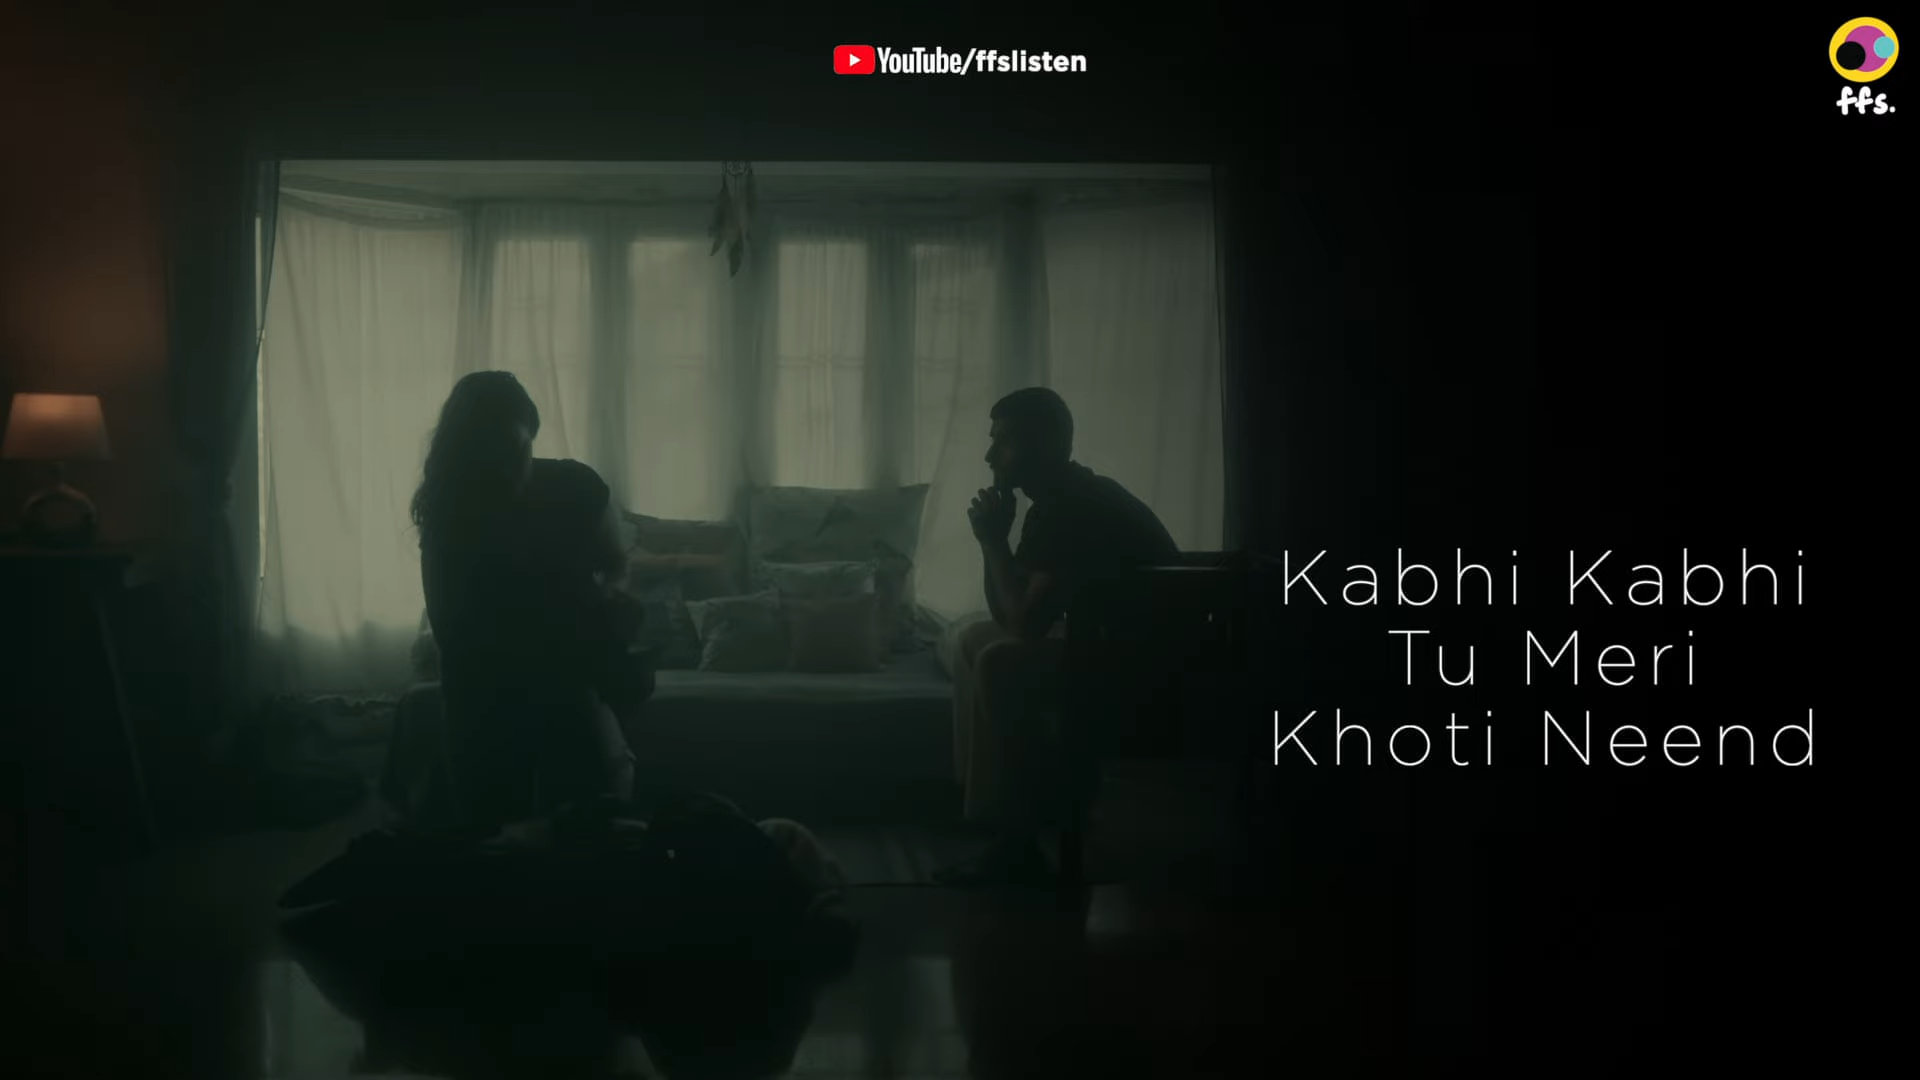 YouTube/ffslisten
ffs.
Kabhi Kabhi
Tu Meri
Khoti Neend